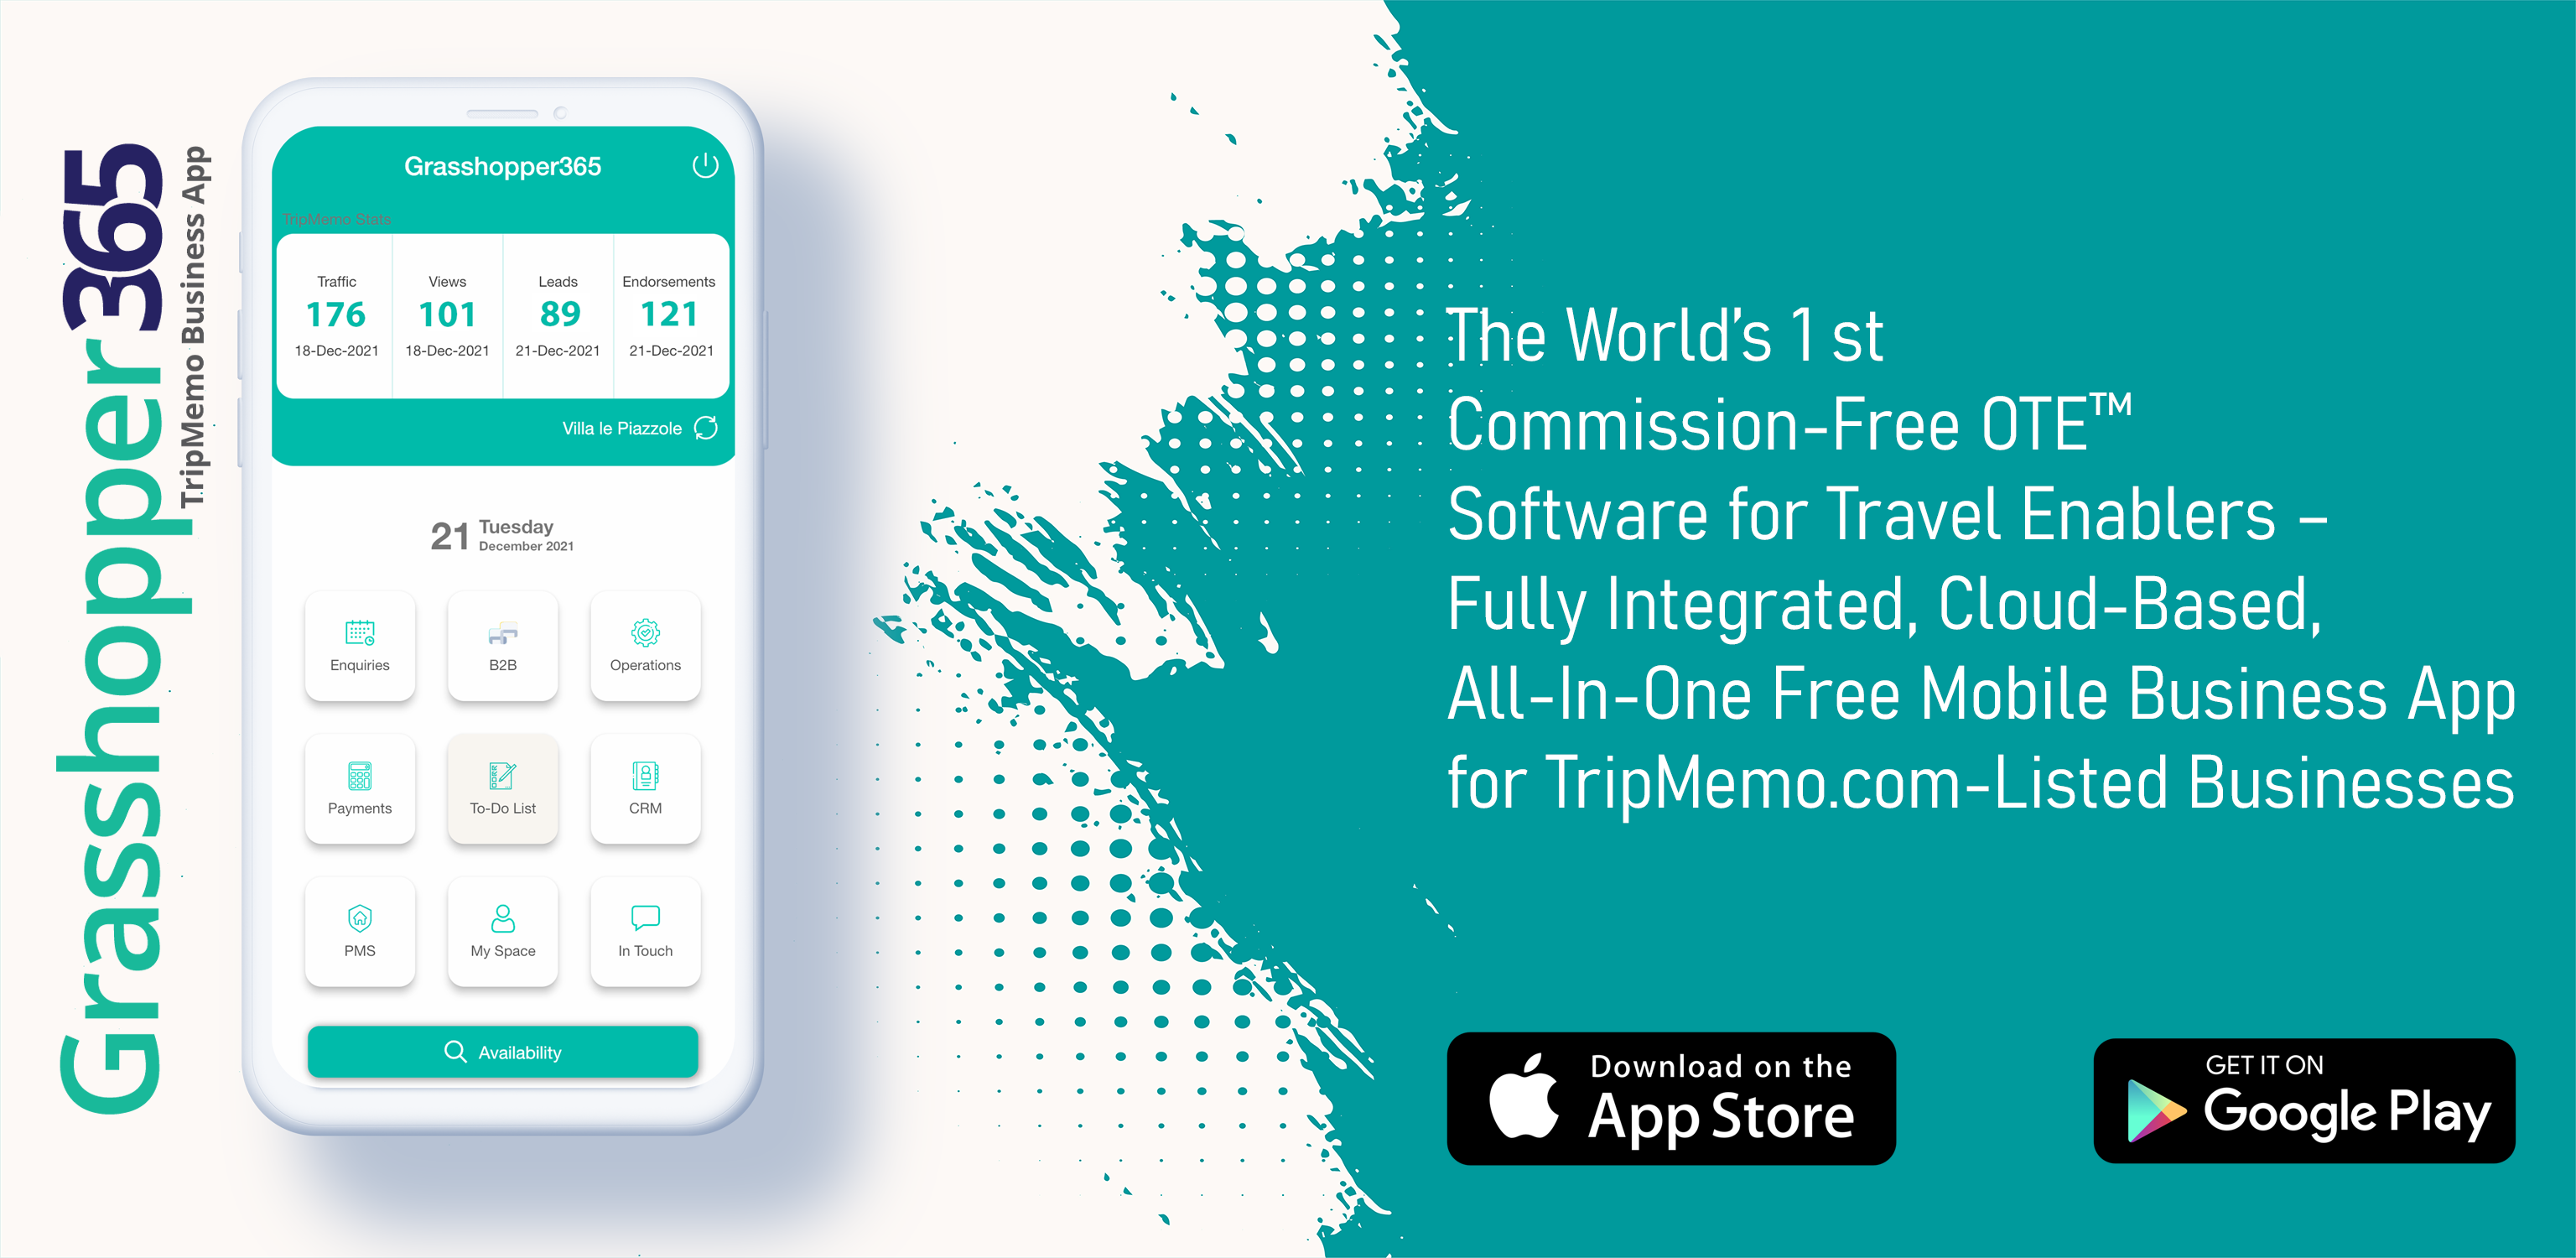 Grasshopper365
TripMemo Business App
Grasshopper365
TripMemo Stats
Traffic Views Leads Endorsements
176 101 89 121
18-Dec-2021 18-Dec-2021 21-Dec-2021 21-Dec-2021
Villa le Piazzole
21 Tuesday
December 2021
Enquiries B2B Operations
Payments To-Do List CRM
PMS My Space In Touch
Availability
The World's 1 st
Commission-Free OTE™
Software for Travel Enablers –
Fully Integrated, Cloud-Based,
All-In-One Free Mobile Business App
for TripMemo.com-Listed Businesses
Download on the
App Store
GET IT ON
Google Play